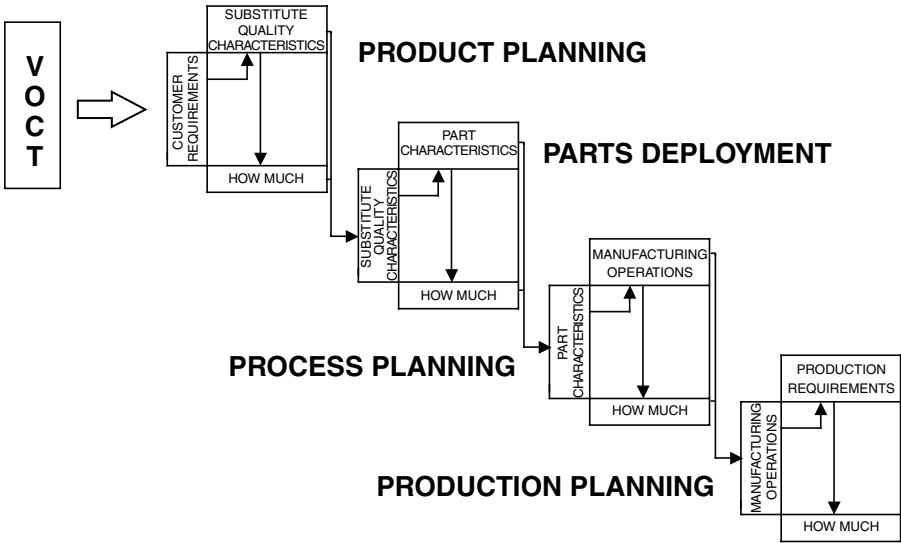 VOCT
SUBSTITUTE
QUALITY
CHARACTERISTICS
PRODUCT PLANNING
CUSTOMER
REQUIREMENTS
HOW MUCH
PART
CHARACTERISTICS
PARTS DEPLOYMENT
SUBSTITUTE
QUALITY
CHARACTERISTICS
HOW MUCH
MANUFACTURING
OPERATIONS
PROCESS PLANNING
PART
CHARACTERISTICS
HOW MUCH
PRODUCTION
REQUIREMENTS
PRODUCTION PLANNING
MANUFACTURING
OPERATIONS
HOW MUCH